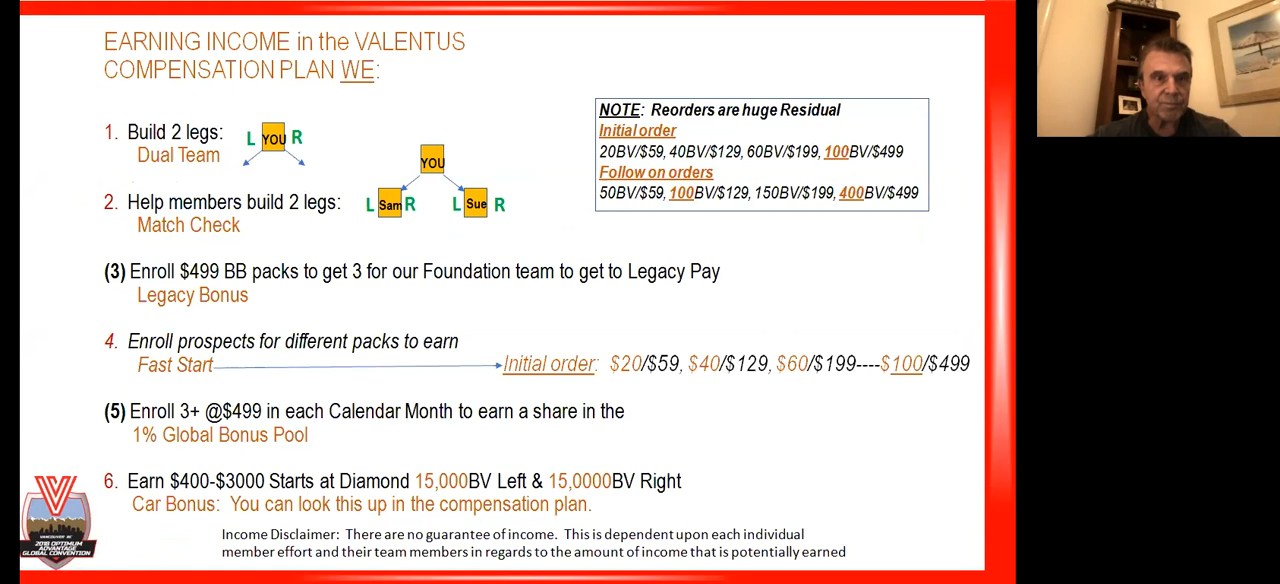 EARNING INCOME in the VALENTUS
COMPENSATION PLAN WE:
1. Build 2 legs:
Dual Team
L YOU R
YOU
2. Help members build 2 legs:
Match Check
L Sam R L Sue R
NOTE: Reorders are huge Residual
Initial order
20BV/$59, 40BV/$129, 60BV/$199, 100BV/$499
Follow on orders
50BV/$59, 100BV/$129, 150BV/$199, 400BV/$499
(3) Enroll $499 BB packs to get 3 for our Foundation team to get to Legacy Pay
Legacy Bonus
4. Enroll prospects for different packs to earn
Fast Start Initial order: $20/$59, $40/$129, $60/$199----$100/$499
(5) Enroll 3+ @$499 in each Calendar Month to earn a share in the
1% Global Bonus Pool
6. Earn $400-$3000 Starts at Diamond 15,000BV Left & 15,0000BV Right
Car Bonus: You can look this up in the compensation plan.
Income Disclaimer: There are no guarantee of income. This is dependent upon each individual
member effort and their team members in regards to the amount of income that is potentially earned
V
VANCOUVER BC
2018 OPTIMUM
ADVANTAGE
GLOBAL CONVENTION